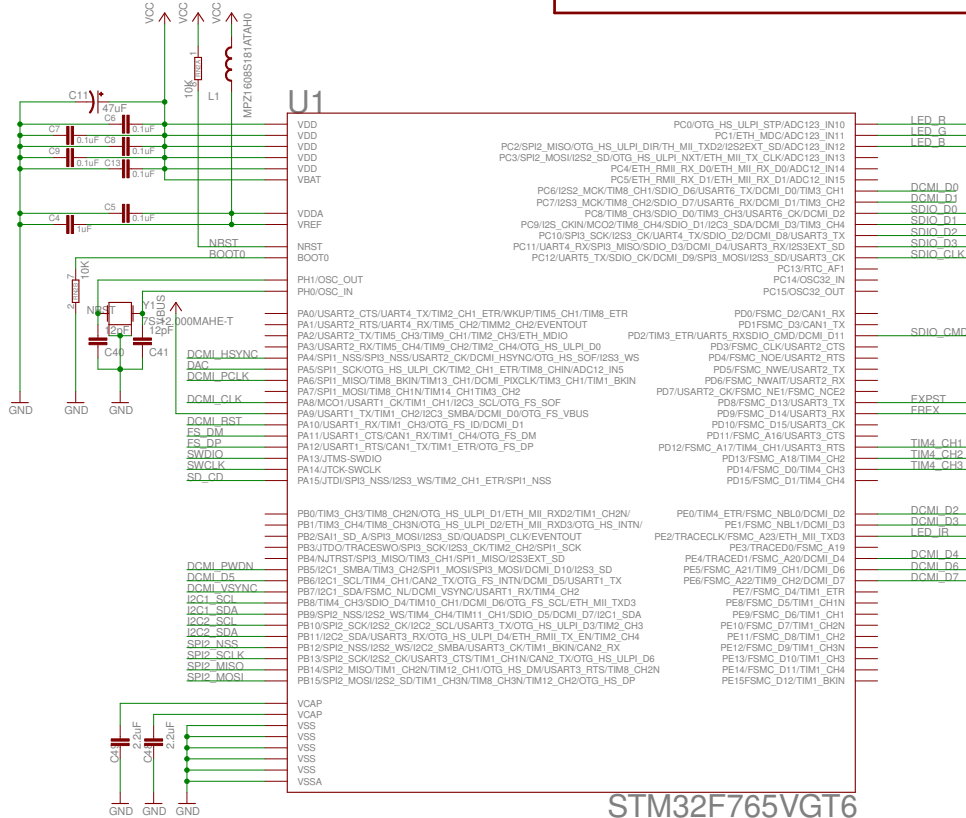 VCC
VCC
VCC
MPZ1608S181ATAH0
L1
10K
1
C11
+
47uF
C6
0.1uF
C7
0.1uF
C8
0.1uF
C9
0.1uF
C13
0.1uF
C5
0.1uF
C4
1uF
NRST
BOOT0
10K
7
2
NRST
Y1
7S-12.000MAHE-T
VBUS
12pF
12pF
C40
C41
GND
GND
GND
U1
VDD
VDD
VDD
VDD
VDD
VBAT
VDDA
VREF
NRST
BOOT0
PH1/OSC_OUT
PH0/OSC_IN
PA0/USART2_CTS/UART4_TX/TIM2_CH1_ETR/WKUP/TIM5_CH1/TIM8_ETR
PA1/USART2_RTS/UART4_RX/TIM5_CH2/TIMM2_CH2/EVENTOUT
PA2/USART2_TX/TIM5_CH3/TIM9_CH1/TIM2_CH3/ETH_MDIO
PA3/USART2_RX/TIM5_CH4/TIM9_CH2/TIM2_CH4/OTG_HS_ULPI_D0
DCMI_HSYNC PA4/SPI1_NSS/SPI3_NSS/USART2_CK/DCMI_HSYNC/OTG_HS_SOF/I2S3_WS
DAC PA5/SPI1_SCK/OTG_HS_ULPI_CK/TIM2_CH1_ETR/TIM8_CHIN/ADC12_IN5
DCMI_PCLK PA6/SPI1_MISO/TIM8_BKIN/TIM13_CH1/DCMI_PIXCLK/TIM3_CH1/TIM1_BKIN
PA7/SPI1_MOSI/TIM8_CH1N/TIM14_CH1TIM3_CH2
DCMI_CLK PA8/MCO1/USART1_CK/TIM1_CH1/I2C3_SCL/OTG_FS_SOF
PA9/USART1_TX/TIM1_CH2/I2C3_SMBA/DCMI_D0/OTG_FS_VBUS
DCMI_RST PA10/USART1_RX/TIM1_CH3/OTG_FS_ID/DCMI_D1
FS_DM PA11/USART1_CTS/CAN1_RX/TIM1_CH4/OTG_FS_DM
FS_DP PA12/USART1_RTS/CAN1_TX/TIM1_ETR/OTG_FS_DP
SWDIO PA13/JTMS-SWDIO
SWCLK PA14/JTCK-SWCLK
SD_CD PA15/JTDI/SPI3_NSS/I2S3_WS/TIM2_CH1_ETR/SPI1_NSS
PB0/TIM3_CH3/TIM8_CH2N/OTG_HS_ULPI_D1/ETH_MII_RXD2/TIM1_CH2N/
PB1/TIM3_CH4/TIM8_CH3N/OTG_HS_ULPI_D2/ETH_MII_RXD3/OTG_HS_INTN/
PB2/SAI1_SD_A/SPI3_MOSI/I2S3_SD/QUADSPI_CLK/EVENTOUT
PB3/JTDO/TRACESWO/SPI3_SCK/I2S3_CK/TIM2_CH2/SPI1_SCK
PB4/NJTRST/SPI3_MISO/TIM3_CH1/SPI1_MISO/I2S3EXT_SD
DCMI_PWDN PB5/I2C1_SMBA/TIM3_CH2/SPI1_MOSI/SPI3_MOSI/DCMI_D10/I2S3_SD
DCMI_D5 PB6/I2C1_SCL/TIM4_CH1/CAN2_TX/OTG_FS_INTN/DCMI_D5/USART1_TX
DCMI_VSYNC PB7/I2C1_SDA/FSMC_NL/DCMI_VSYNC/USART1_RX/TIM4_CH2
I2C1_SCL PB8/TIM4_CH3/SDIO_D4/TIM10_CH1/DCMI_D6/OTG_FS_SCL/ETH_MII_TXD3
I2C1_SDA PB9/SPI2_NSS/I2S2_WS/TIM4_CH4/TIM11_CH1/SDIO_D5/DCMI_D7/I2C1_SDA
I2C2_SCL PB10/SPI2_SCK/I2S2_CK/I2C2_SCL/USART3_TX/OTG_HS_ULPI_D3/TIM2_CH3
I2C2_SDA PB11/I2C2_SDA/USART3_RX/OTG_HS_ULPI_D4/ETH_RMII_TX_EN/TIM2_CH4
SPI2_NSS PB12/SPI2_NSS/I2S2_WS/I2C2_SMBA/USART3_CK/TIM1_BKIN/CAN2_RX
SPI2_SCLK PB13/SPI2_SCK/I2S2_CK/USART3_CTS/TIM1_CH1N/CAN2_TX/OTG_HS_ULPI_D6
SPI2_MISO PB14/SPI2_MISO/TIM1_CH2N/TIM12_CH1/OTG_HS_DM/USART3_RTS/TIM8_CH2N
SPI2_MOSI PB15/SPI2_MOSI/I2S2_SD/TIM1_CH3N/TIM8_CH3N/TIM12_CH2/OTG_HS_DP
VCAP
VCAP
VSS
VSS
VSS
VSS
VSS
VSSA
2.2uF
2.2uF
GND
GND
GND
PC0/OTG_HS_ULPI_STP/ADC123_IN10 LED_R
PC1/ETH_MDC/ADC123_IN11 LED_G
PC2/SPI2_MISO/OTG_HS_ULPI_DIR/TH_MII_TXD2/I2S2EXT_SD/ADC123_IN12 LED_B
PC3/SPI2_MOSI/I2S2_SD/OTG_HS_ULPI_NXT/ETH_MII_TX_CLK/ADC123_IN13
PC4/ETH_RMII_RX_D0/ETH_MII_RX_D0/ADC12_IN14
PC5/ETH_RMII_RX_D1/ETH_MII_RX_D1/ADC12_IN15
PC6/I2S2_MCK/TIM8_CH1/SDIO_D6/USART6_TX/DCMI_D0/TIM3_CH1 DCMI_D0
PC7/I2S3_MCK/TIM8_CH2/SDIO_D7/USART6_RX/DCMI_D1/TIM3_CH2 DCMI_D1
PC8/TIM8_CH3/SDIO_D0/TIM3_CH3/USART6_CK/DCMI_D2 SDIO_D0
PC9/I2S_CKIN/MCO2/TIM8_CH4/SDIO_D1/I2C3_SDA/DCMI_D3/TIM3_CH4 SDIO_D1
PC10/SPI3_SCK/I2S3_CK/UART4_TX/SDIO_D2/DCMI_D8/USART3_TX SDIO_D2
PC11/UART4_RX/SPI3_MISO/SDIO_D3/DCMI_D4/USART3_RX/I2S3EXT_SD SDIO_D3
PC12/UART5_TX/SDIO_CK/DCMI_D9/SPI3_MOSI/I2S3_SD/USART3_CK SDIO_CLK
PC13/RTC_AF1
PC14/OSC32_IN
PC15/OSC32_OUT
PD0/FSMC_D2/CAN1_RX
PD1FSMC_D3/CAN1_TX
PD2/TIM3_ETR/UART5_RXSDIO_CMD/DCMI_D11 SDIO_CMD
PD3/FSMC_CLK/USART2_CTS
PD4/FSMC_NOE/USART2_RTS
PD5/FSMC_NWE/USART2_TX
PD6/FSMC_NWAIT/USART2_RX
PD7/USART2_CK/FSMC_NE1/FSMC_NCE2
PD8/FSMC_D13/USART3_TX EXPST
PD9/FSMC_D14/USART3_RX FREX
PD10/FSMC_D15/USART3_CK
PD11/FSMC_A16/USART3_CTS
PD12/FSMC_A17/TIM4_CH1/USART3_RTS TIM4_CH1
PD13/FSMC_A18/TIM4_CH2 TIM4_CH2
PD14/FSMC_D0/TIM4_CH3 TIM4_CH3
PD15/FSMC_D1/TIM4_CH4
PE0/TIM4_ETR/FSMC_NBL0/DCMI_D2 DCMI_D2
PE1/FSMC_NBL1/DCMI_D3 DCMI_D3
PE2/TRACECLK/FSMC_A23/ETH_MII_TXD3 LED_IR
PE3/TRACED0/FSMC_A19
PE4/TRACED1/FSMC_A20/DCMI_D4 DCMI_D4
PE5/FSMC_A21/TIM9_CH1/DCMI_D6 DCMI_D6
PE6/FSMC_A22/TIM9_CH2/DCMI_D7 DCMI_D7
PE7/FSMC_D4/TIM1_ETR
PE8/FSMC_D5/TIM1_CH1N
PE9/FSMC_D6/TIM1_CH1
PE10/FSMC_D7/TIM1_CH2N
PE11/FSMC_D8/TIM1_CH2
PE12/FSMC_D9/TIM1_CH3N
PE13/FSMC_D10/TIM1_CH3
PE14/FSMC_D11/TIM1_CH4
PE15FSMC_D12/TIM1_BKIN
STM32F765VGT6